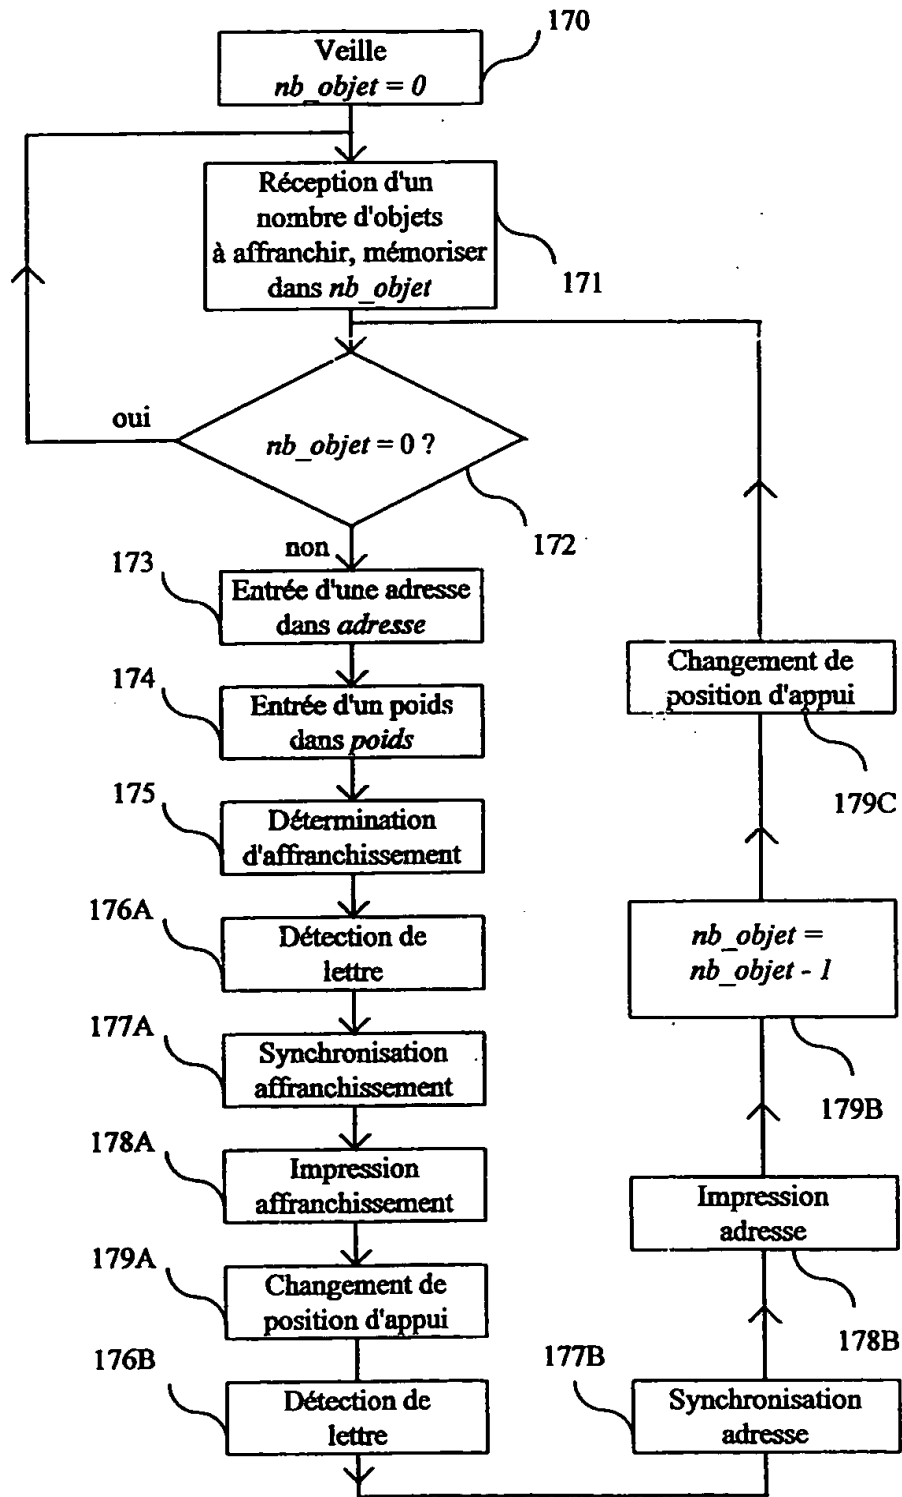 170
Veille
nb_objet = 0
Réception d'un
nombre d'objets
à affranchir, mémoriser
dans nb_objet
171
oui
nb_objet = 0 ?
172
non
173
Entrée d'une adresse
dans adresse
174
Entrée d'un poids
dans poids
175
Détermination
d'affranchissement
176A
Détection de
lettre
177A
Synchronisation
affranchissement
178A
Impression
affranchissement
179A
Changement de
position d'appui
176B
Détection de
lettre
177B
Synchronisation
adresse
178B
Impression
adresse
179B
nb_objet =
nb_objet - 1
179C
Changement de
position d'appui